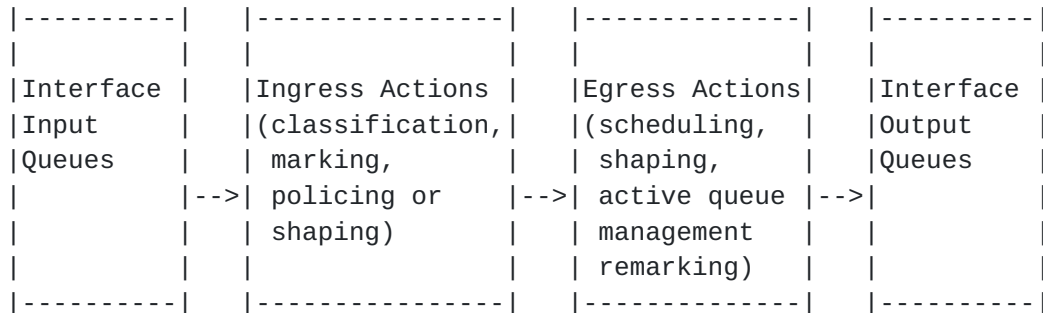 |----------|   |----------------|   |--------------|   |----------|
|          |   |                |   |              |   |          |
|Interface |   |Ingress Actions |   |Egress Actions|   |Interface |
|Input     |   |(classification,|   |(scheduling,  |   |Output    |
|Queues    |   | marking,       |   | shaping,     |   |Queues    |
|          |-->| policing or    |-->| active queue |-->|          |
|          |   | shaping)       |   | management   |   |          |
|          |   |                |   | remarking)   |   |          |
|----------|   |----------------|   |--------------|   |----------|